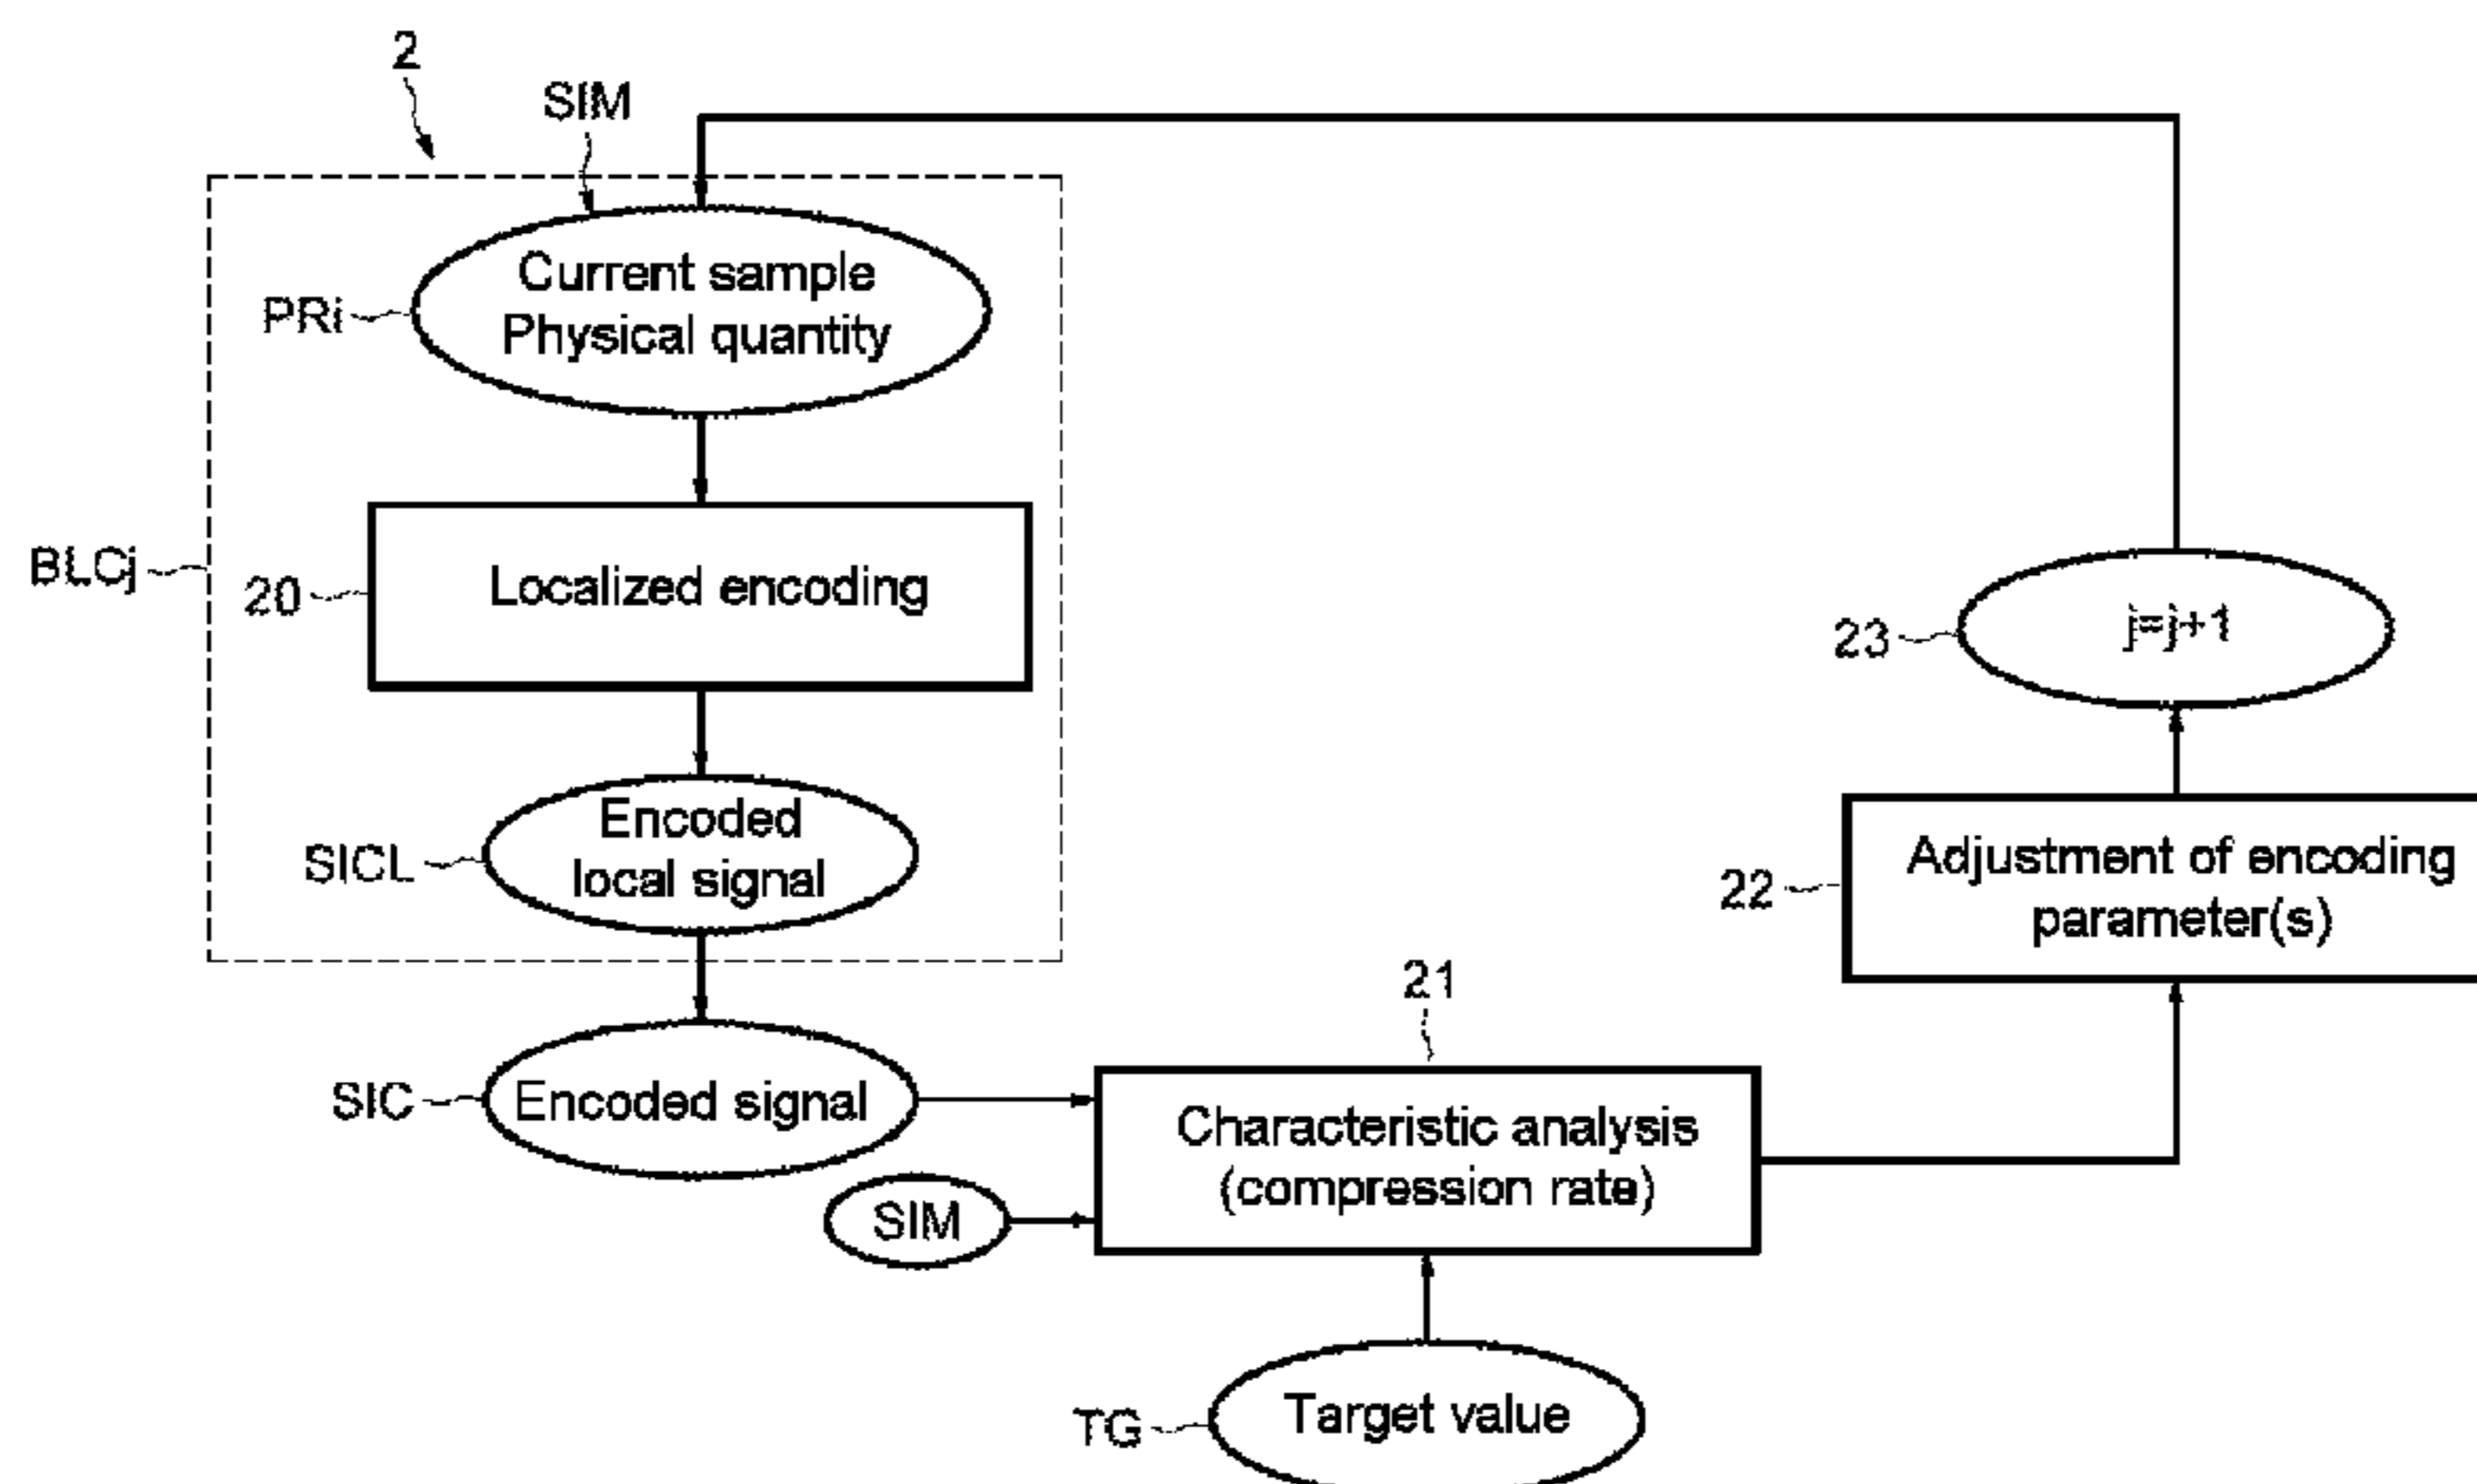 2
SIM
Current sample
Physical quantity
PRi
BLCj
20
Localized encoding
23
j=j+1
Encoded
local signal
SICL
22
Adjustment of encoding
parameter(s)
21
SIC
Encoded signal
Characteristic analysis
(compression rate)
SIM
TG
Target value